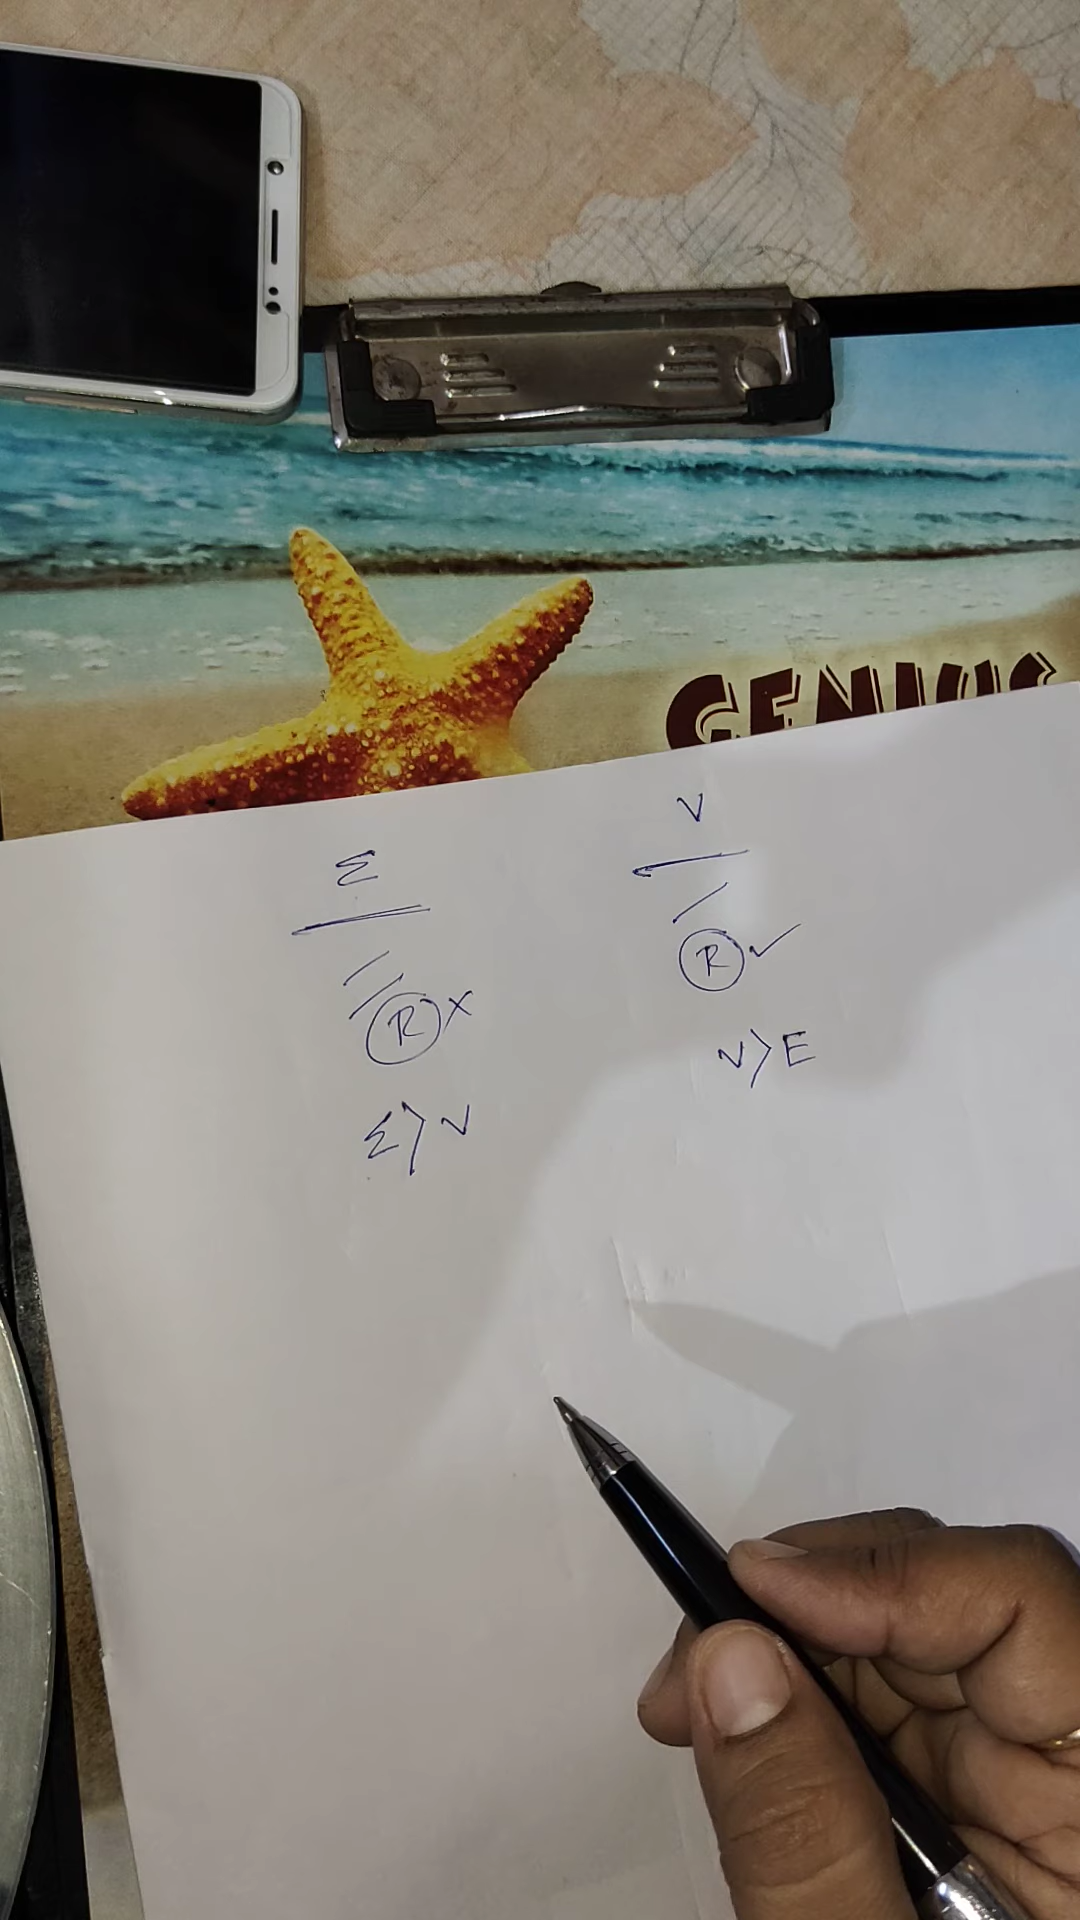 GENIUS
Σ
V
R ×
R ✓
Σ > V
V > E